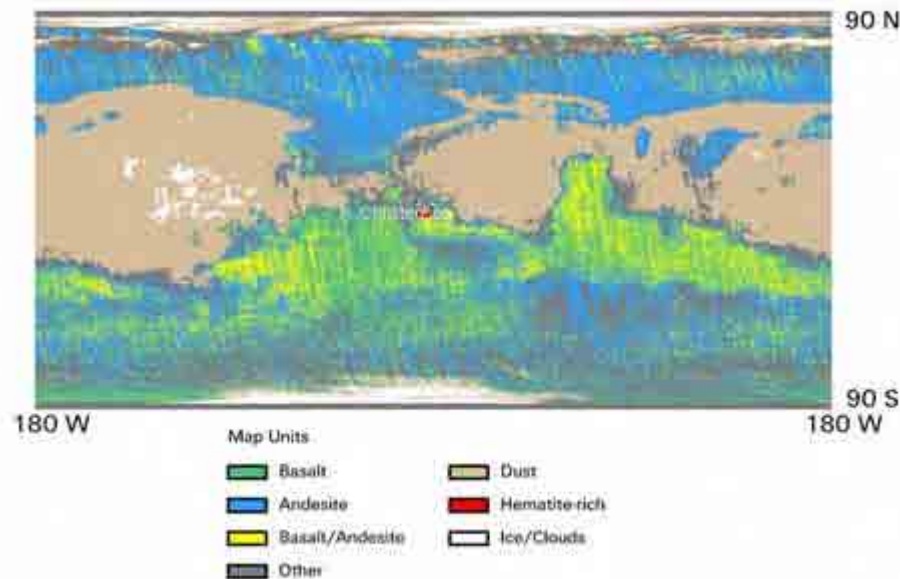 90 N
90 S
180 W
180 W
Map Units
Basalt
Dust
Andesite
Hematite-rich
Basalt/Andesite
Ice/Clouds
Other